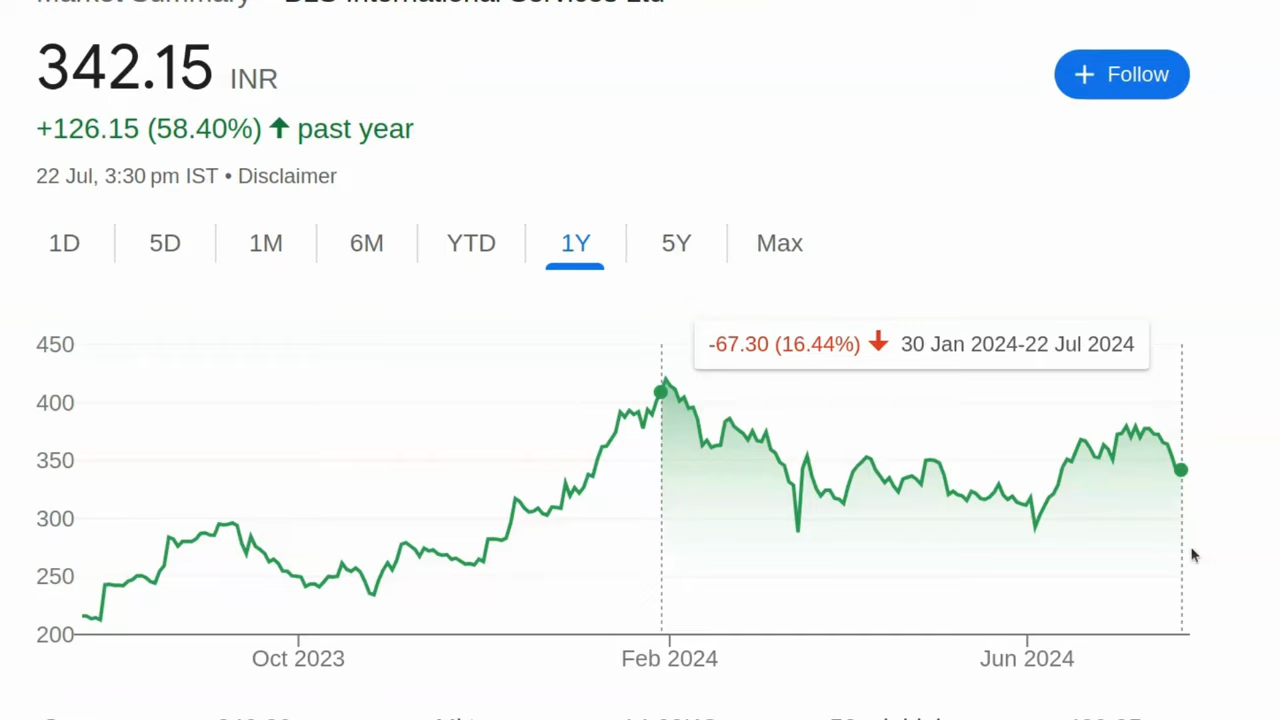 342.15 INR
+ Follow
+126.15 (58.40%) ↑ past year
22 Jul, 3:30 pm IST • Disclaimer
1D 5D 1M 6M YTD 1Y 5Y Max
-67.30 (16.44%) ↓ 30 Jan 2024-22 Jul 2024
450
400
350
300
250
200
Oct 2023 Feb 2024 Jun 2024